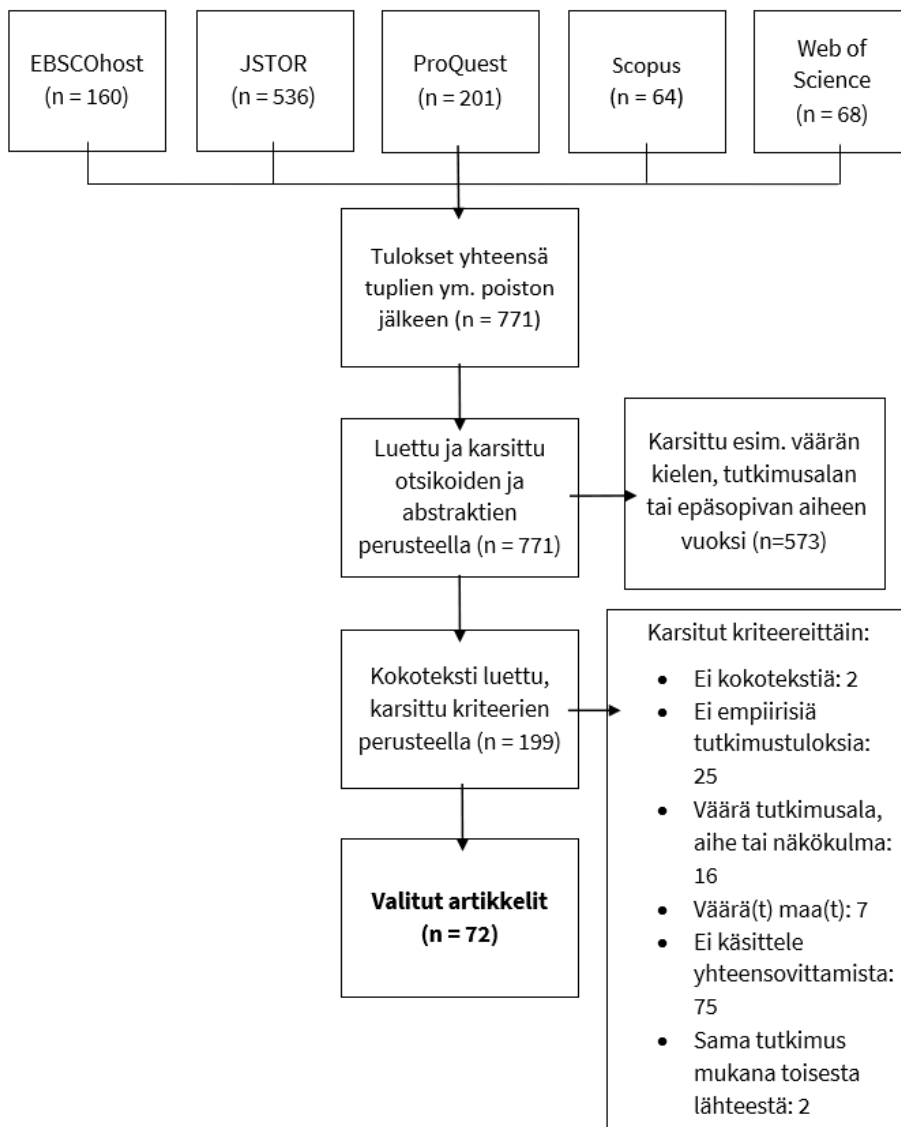 EBSCOhost
(n = 160)
JSTOR
(n = 536)
ProQuest
(n = 201)
Scopus
(n = 64)
Web of
Science
(n = 68)
Tulokset yhteensä
tuplien ym. poiston
jälkeen (n = 771)
Luettu ja karsittu
otsikoiden ja
abstraktien
perusteella (n = 771)
Karsittu esim. väärän
kielen, tutkimusalan
tai epäsopivan aiheen
vuoksi (n=573)
Kokoteksti luettu,
karsittu kriteerien
perusteella (n = 199)
Karsitut kriteereittäin:
• Ei kokotekstiä: 2
• Ei empiirisiä
tutkimustuloksia:
25
• Väärä tutkimusala,
aihe tai näkökulma:
16
• Väärä(t) maa(t): 7
• Ei käsittele
yhteensovittamista:
75
• Sama tutkimus
mukana toisesta
lähteestä: 2
Valitut artikkelit
(n = 72)